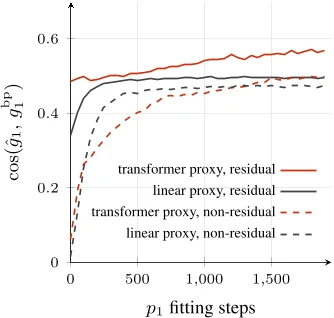 0.6
0.4
0.2
0
cos(ĝ₁, g₁ᵇᵖ)
transformer proxy, residual
linear proxy, residual
transformer proxy, non-residual
linear proxy, non-residual
0 500 1,000 1,500
p₁ fitting steps